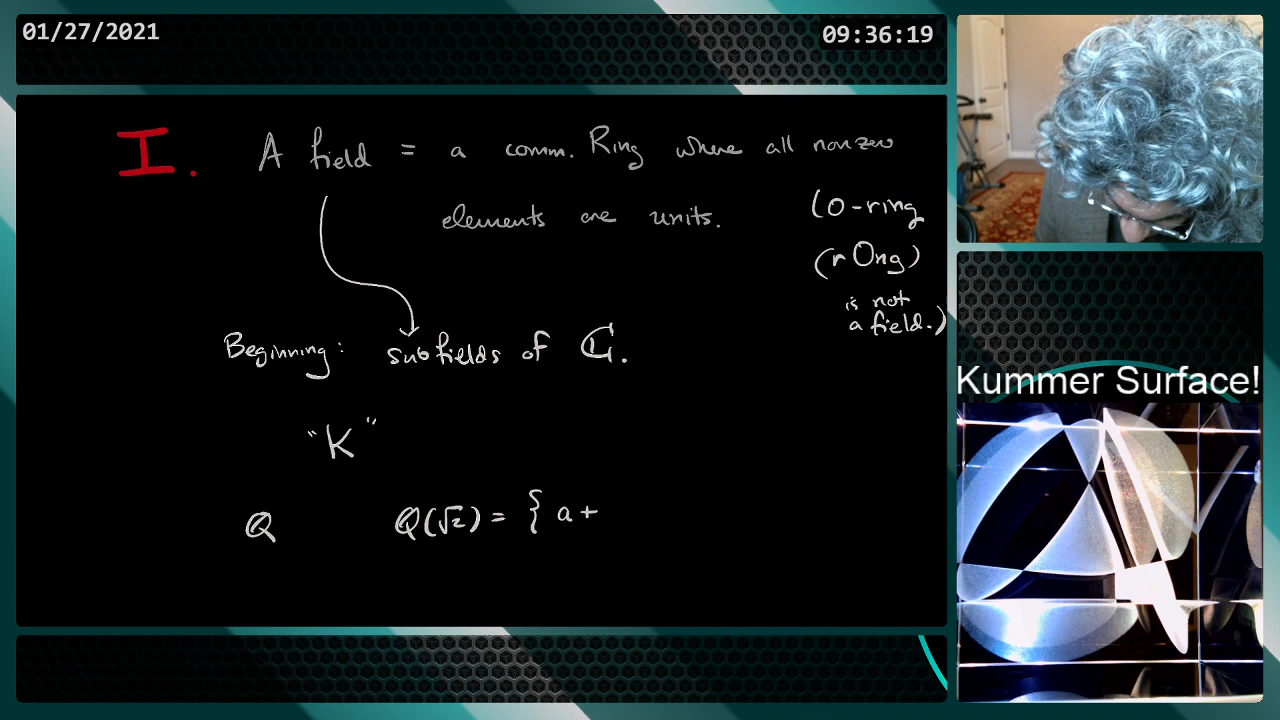 01/27/2021
09:36:19
I. A field = a comm. Ring where all nonzero
elements are units.
(0-ring
(rOng)
is not
a field.)
Beginning: subfields of ℂ.
"K"
ℚ ℚ(√2) = { a +
Kummer Surface!